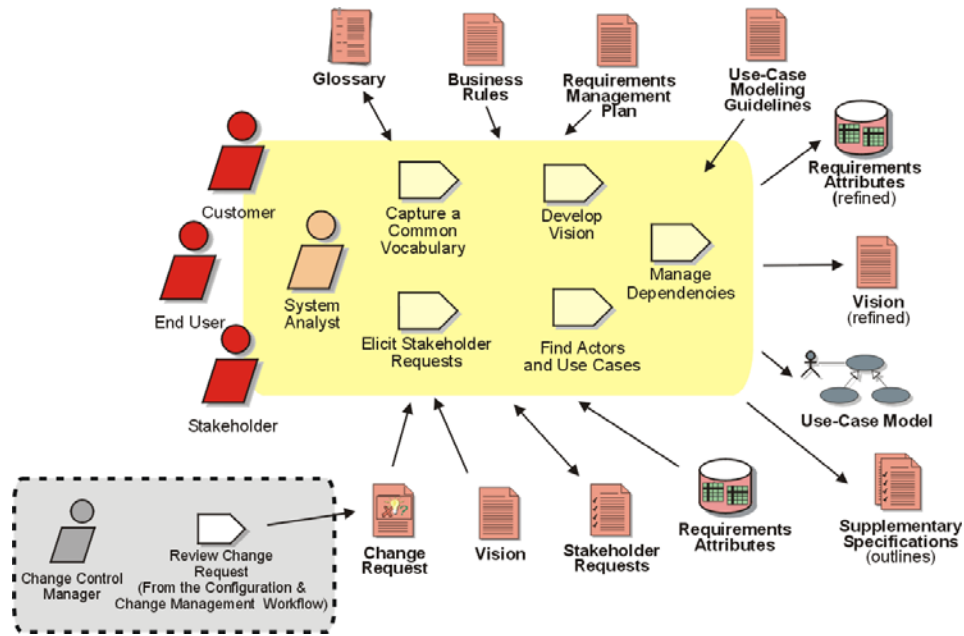 Glossary
Business
Rules
Requirements
Management
Plan
Use-Case
Modeling
Guidelines
Requirements
Attributes
(refined)
Customer
Capture a
Common
Vocabulary
Develop
Vision
Manage
Dependencies
End User
System
Analyst
Elicit Stakeholder
Requests
Find Actors
and Use Cases
Vision
(refined)
Stakeholder
Use-Case Model
Change
Request
Vision
Stakeholder
Requests
Requirements
Attributes
Supplementary
Specifications
(outlines)
Change Control
Manager
Review Change
Request
(From the Configuration &
Change Management Workflow)